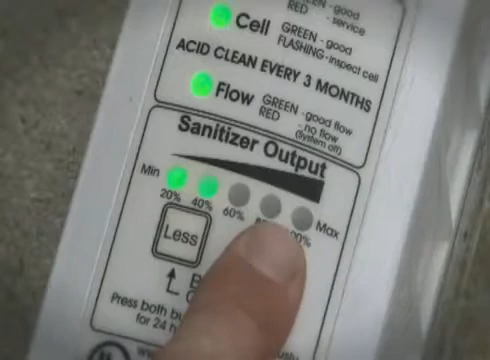 GREEN - good
RED - service
Cell GREEN - good
FLASHING - inspect cell
ACID CLEAN EVERY 3 MONTHS
Flow GREEN - good flow
RED - no flow
(System off)
Sanitizer Output
Min Max
20% 40% 60%
Less
Press both
for 24